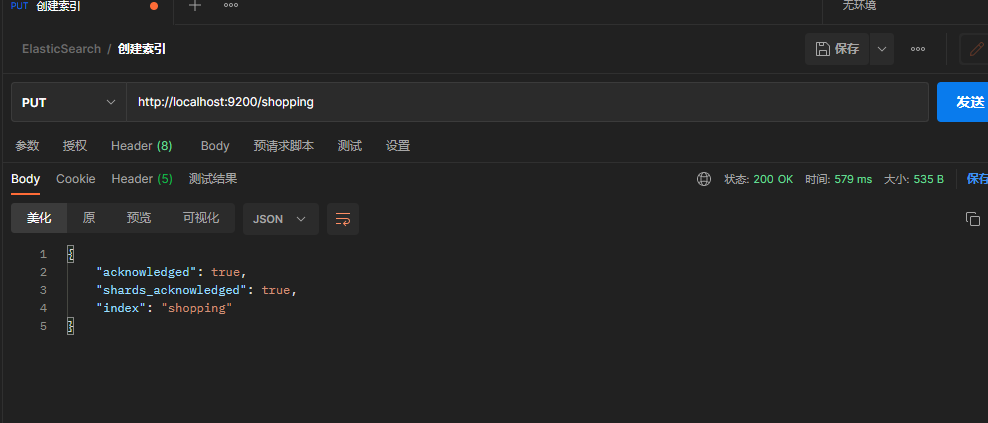 PUT 创建索引 无环境
ElasticSearch / 创建索引 保存
PUT http://localhost:9200/shopping 发送
参数 授权 Header (8) Body 预请求脚本 测试 设置
Body Cookie Header (5) 测试结果 状态: 200 OK 时间: 579 ms 大小: 535 B 保存
美化 原 预览 可视化 JSON
1 {
2 "acknowledged": true,
3 "shards_acknowledged": true,
4 "index": "shopping"
5 }